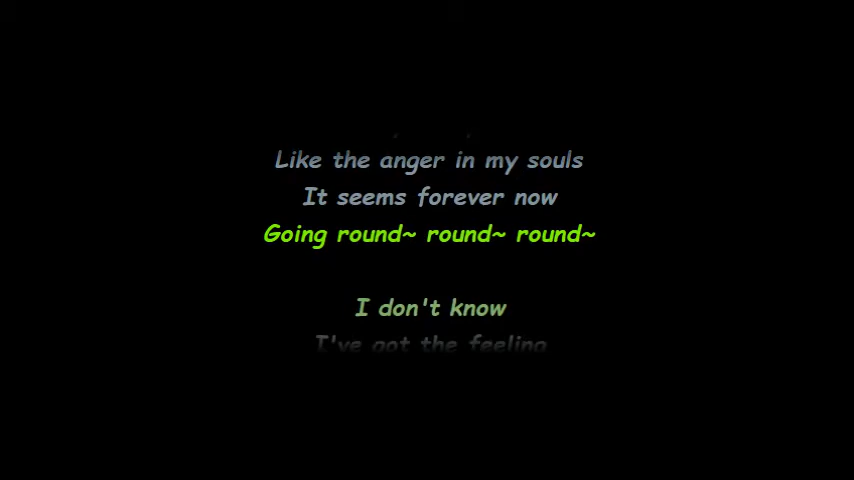 Like the anger in my souls
It seems forever now
Going round~ round~ round~
I don't know
I've got the feeling